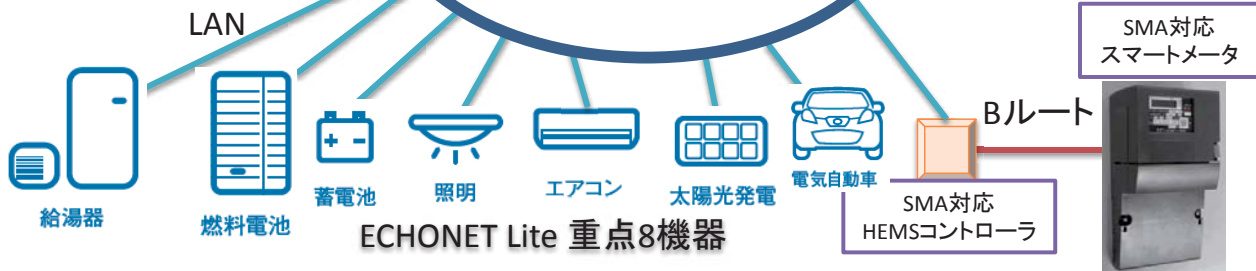 LAN
SMA対応
スマートメータ
Bルート
給湯器
燃料電池
蓄電池
照明
エアコン
太陽光発電
電気自動車
SMA対応
HEMSコントローラ
ECHONET Lite 重点8機器